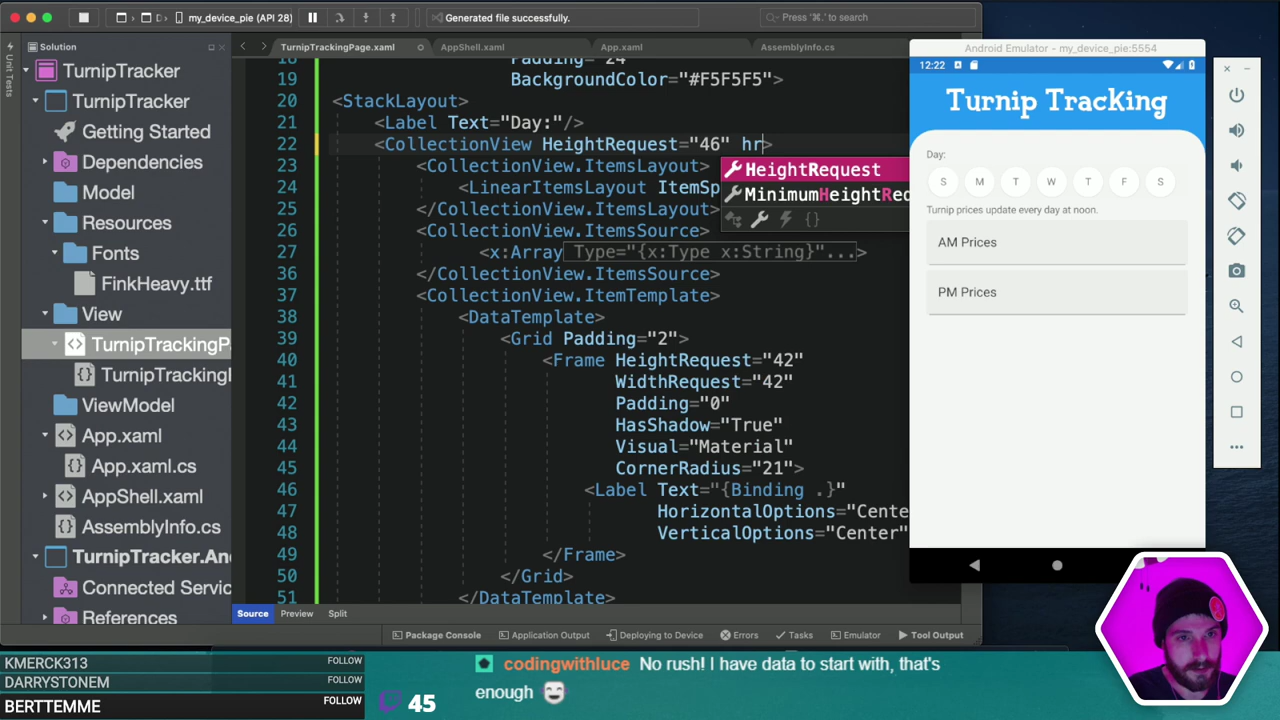 my_device_pie (API 28)
Generated file successfully.
Press '⌘.' to search
Solution
Unit Tests
TurnipTracker
TurnipTracker
Getting Started
Dependencies
Model
Resources
Fonts
FinkHeavy.ttf
View
TurnipTrackingP
TurnipTracking
ViewModel
App.xaml
App.xaml.cs
AppShell.xaml
AssemblyInfo.cs
TurnipTracker.An
Connected Servic
References
TurnipTrackingPage.xaml
AppShell.xaml
App.xaml
AssemblyInfo.cs
18 Padding="24"
19 BackgroundColor="#F5F5F5">
20 <StackLayout>
21 <Label Text="Day:"/>
22 <CollectionView HeightRequest="46" hr>
23 <CollectionView.ItemsLayout>
24 <LinearItemsLayout ItemSp
25 </CollectionView.ItemsLayout>
26 <CollectionView.ItemsSource>
27 <x:Array Type="{x:Type x:String}"...>
36 </CollectionView.ItemsSource>
37 <CollectionView.ItemTemplate>
38 <DataTemplate>
39 <Grid Padding="2">
40 <Frame HeightRequest="42"
41 WidthRequest="42"
42 Padding="0"
43 HasShadow="True"
44 Visual="Material"
45 CornerRadius="21">
46 <Label Text="{Binding .}"
47 HorizontalOptions="Cente
48 VerticalOptions="Center"
49 </Frame>
50 </Grid>
51 </DataTemplate>
HeightRequest
MinimumHeightReq
{}
Source
Preview
Split
Package Console
Application Output
Deploying to Device
Errors
Tasks
Emulator
Tool Output
Android Emulator - my_device_pie:5554
12:22
Turnip Tracking
Day:
S M T W T F S
Turnip prices update every day at noon.
AM Prices
PM Prices
KMERCK313 FOLLOW
DARRYSTONEM FOLLOW
BERTTEMME FOLLOW
45
codingwithluce No rush! I have data to start with, that's
enough